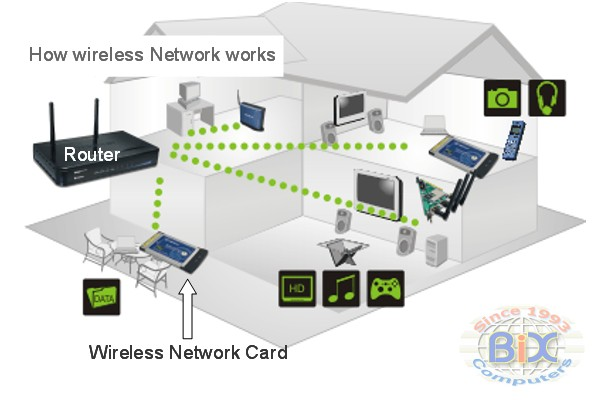 How wireless Network works
Router
HD
DATA
Wireless Network Card
Since 1993
BiX
Computers